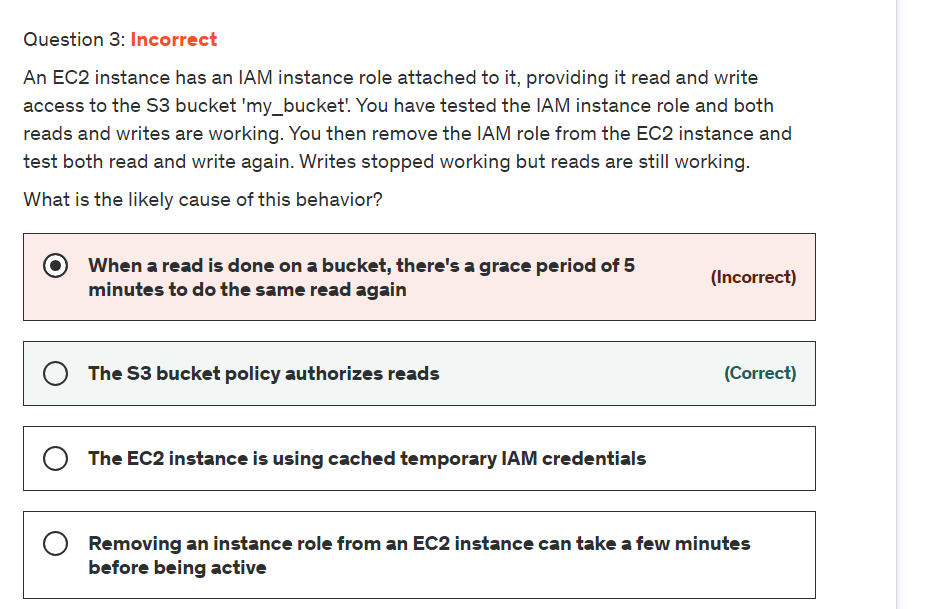 Question 3: Incorrect
An EC2 instance has an IAM instance role attached to it, providing it read and write
access to the S3 bucket 'my_bucket'. You have tested the IAM instance role and both
reads and writes are working. You then remove the IAM role from the EC2 instance and
test both read and write again. Writes stopped working but reads are still working.
What is the likely cause of this behavior?
When a read is done on a bucket, there's a grace period of 5
minutes to do the same read again
(Incorrect)
The S3 bucket policy authorizes reads
(Correct)
The EC2 instance is using cached temporary IAM credentials
Removing an instance role from an EC2 instance can take a few minutes
before being active